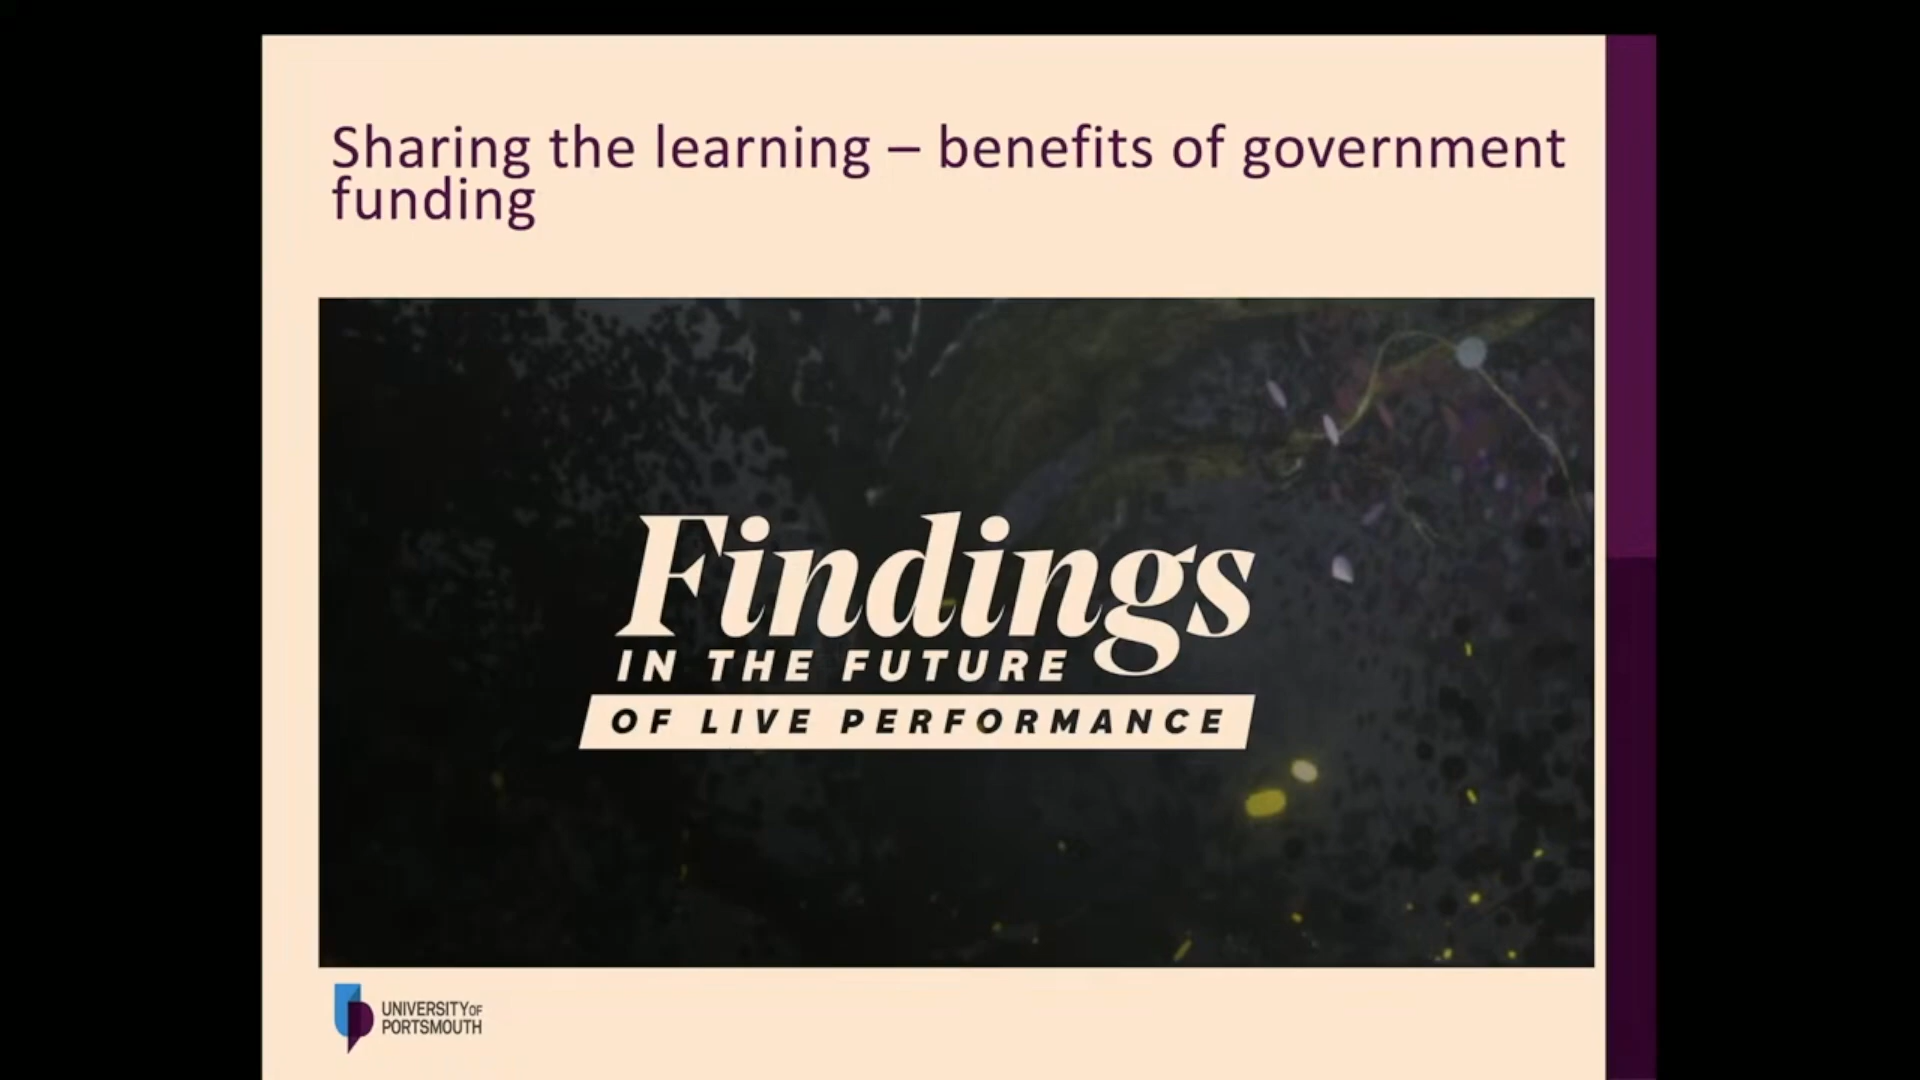 Sharing the learning – benefits of government
funding
Findings
IN THE FUTURE
OF LIVE PERFORMANCE
UNIVERSITY OF
PORTSMOUTH